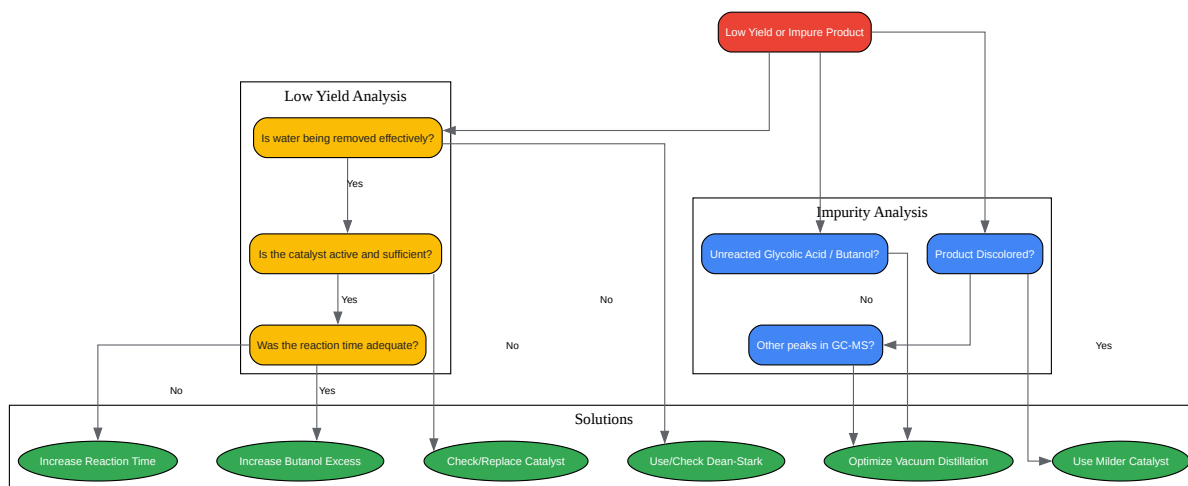 Low Yield or Impure Product
Low Yield Analysis
Is water being removed effectively?
Yes
Impurity Analysis
Is the catalyst active and sufficient?
Unreacted Glycolic Acid / Butanol?
Product Discolored?
Yes
No
No
Was the reaction time adequate?
No
Other peaks in GC-MS?
Yes
No
Yes
Solutions
Increase Reaction Time
Increase Butanol Excess
Check/Replace Catalyst
Use/Check Dean-Stark
Optimize Vacuum Distillation
Use Milder Catalyst